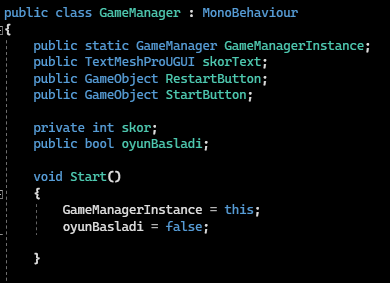 public class GameManager : MonoBehaviour
{
public static GameManager GameManagerInstance;
public TextMeshProUGUI skorText;
public GameObject RestartButton;
public GameObject StartButton;
private int skor;
public bool oyunBasladi;
void Start()
{
GameManagerInstance = this;
oyunBasladi = false;
}